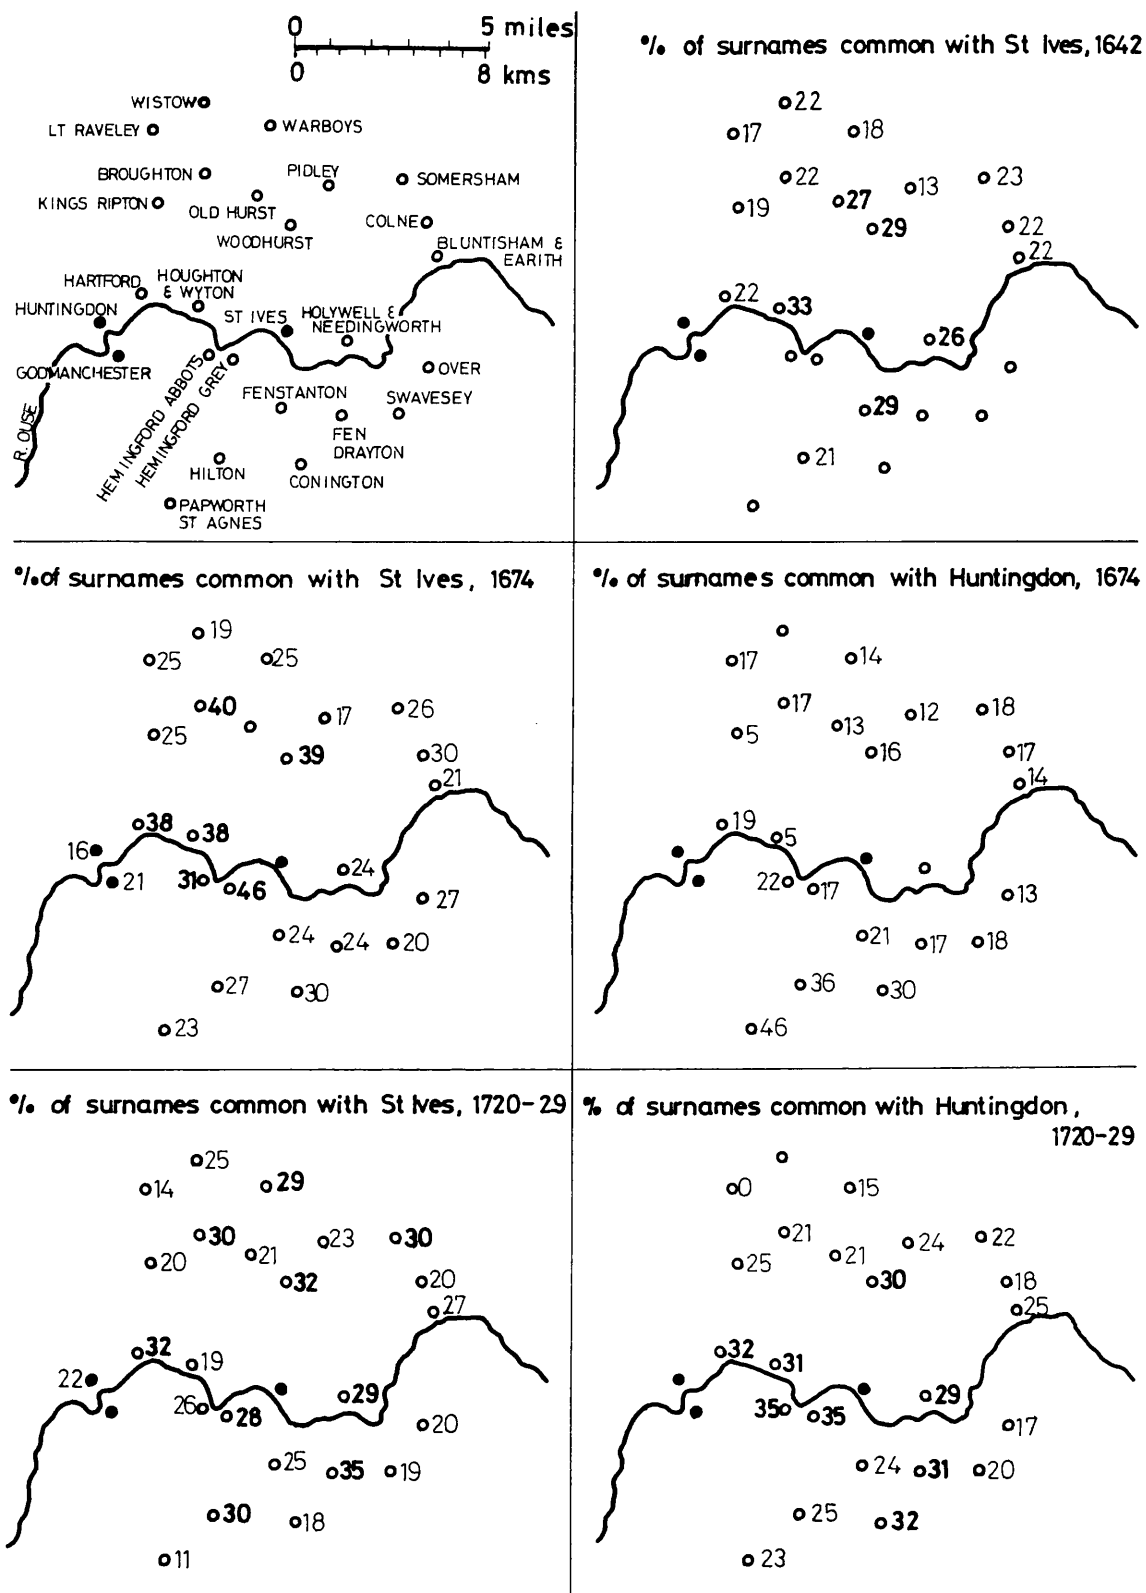 0 5 miles
0 8 kms
WISTOW
LT RAVELEY
WARBOYS
BROUGHTON
PIDLEY
SOMERSHAM
KINGS RIPTON
OLD HURST
COLNE
WOODHURST
BLUNTISHAM &
EARITH
HARTFORD
HOUGHTON
& WYTON
HUNTINGDON
ST IVES
HOLYWELL &
NEEDINGWORTH
GODMANCHESTER
OVER
R. OUSE
HEMINGFORD ABBOTS
HEMINGFORD GREY
FENSTANTON
SWAVESEY
FEN
DRAYTON
HILTON
CONINGTON
PAPWORTH
ST AGNES
% of surnames common with St Ives, 1642
22
17
18
22
13
23
27
19
29
22
22
22
33
26
29
21
% of surnames common with St Ives, 1674
19
25
25
40
17
26
25
39
30
21
38
38
16
21
31
46
24
27
24
24
20
27
30
23
% of surnames common with Huntingdon, 1674
17
14
17
13
12
18
5
16
17
14
19
5
22
17
13
21
17
18
36
30
46
% of surnames common with St Ives, 1720-29
25
14
29
30
21
23
30
20
32
20
27
32
19
22
26
28
29
20
25
35
19
30
18
11
% of surnames common with Huntingdon,
1720-29
0
15
21
21
24
22
25
30
18
25
32
31
35
35
29
17
24
31
20
25
32
23